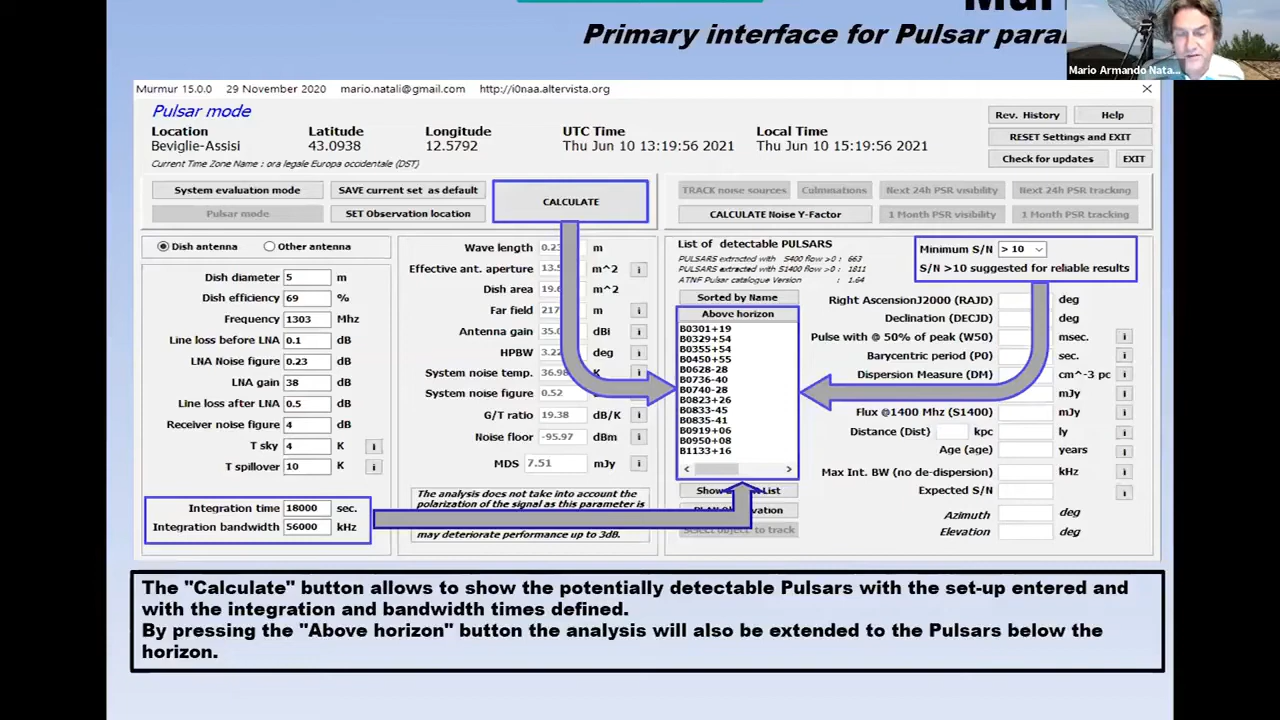 Primary interface for Pulsar
Mario Armando Nata...
Murmur 15.0.0 29 November 2020 mario.natali@gmail.com http://i0naa.altervista.org
Pulsar mode
Location Latitude Longitude UTC Time Local Time
Beviglie-Assisi 43.0938 12.5792 Thu Jun 10 13:19:56 2021 Thu Jun 10 15:19:56 2021
Current Time Zone Name : ora legale Europa occidentale (DST)
Rev. History Help
RESET Settings and EXIT
Check for updates EXIT
System evaluation mode SAVE current set as default
Pulsar mode SET Observation location
CALCULATE
TRACK noise sources Culminations Next 24h PSR visibility Next 24h PSR tracking
CALCULATE Noise Y-Factor 1 Month PSR visibility 1 Month PSR tracking
Dish antenna Other antenna
Dish diameter 5 m
Dish efficiency 69 %
Frequency 1303 Mhz
Line loss before LNA 0.1 dB
LNA Noise figure 0.23 dB
LNA gain 38 dB
Line loss after LNA 0.5 dB
Receiver noise figure 4 dB
T sky 4 K i
T spillover 10 K i
Integration time 18000 sec.
Integration bandwidth 56000 kHz
Wave length m
Effective ant. aperture m^2 i
Dish area m^2
Far field m i
Antenna gain dBi i
HPBW deg i
System noise temp. K i
System noise figure 0.52 dB i
G/T ratio 19.38 dB/K i
Noise floor -95.97 dBm i
MDS 7.51 mJy i
The analysis does not take into account the
polarization of the signal as this parameter is
may deteriorate performance up to 3dB.
List of detectable PULSARS
PULSARS extracted with S400 flow >0 : 663
PULSARS extracted with S1400 flow >0 : 1811
ATNF Pulsar catalogue Version : 1.64
Sorted by Name
Above horizon
B0301+19
B0329+54
B0355+54
B0450+55
B0628-28
B0736-40
B0740-28
B0823+26
B0833-45
B0835-41
B0919+06
B0950+08
B1133+16
List
Select object to track
Minimum S/N > 10
S/N >10 suggested for reliable results
Right AscensionJ2000 (RAJD) deg
Declination (DECJD) deg
Pulse with @ 50% of peak (W50) msec. i
Barycentric period (P0) sec. i
Dispersion Measure (DM) cm^-3 pc i
mJy i
Flux @1400 Mhz (S1400) mJy i
Distance (Dist) kpc ly i
Age (age) years i
Max Int. BW (no de-dispersion) kHz i
Expected S/N i
Azimuth deg
Elevation deg
The "Calculate" button allows to show the potentially detectable Pulsars with the set-up entered and
with the integration and bandwidth times defined.
By pressing the "Above horizon" button the analysis will also be extended to the Pulsars below the
horizon.